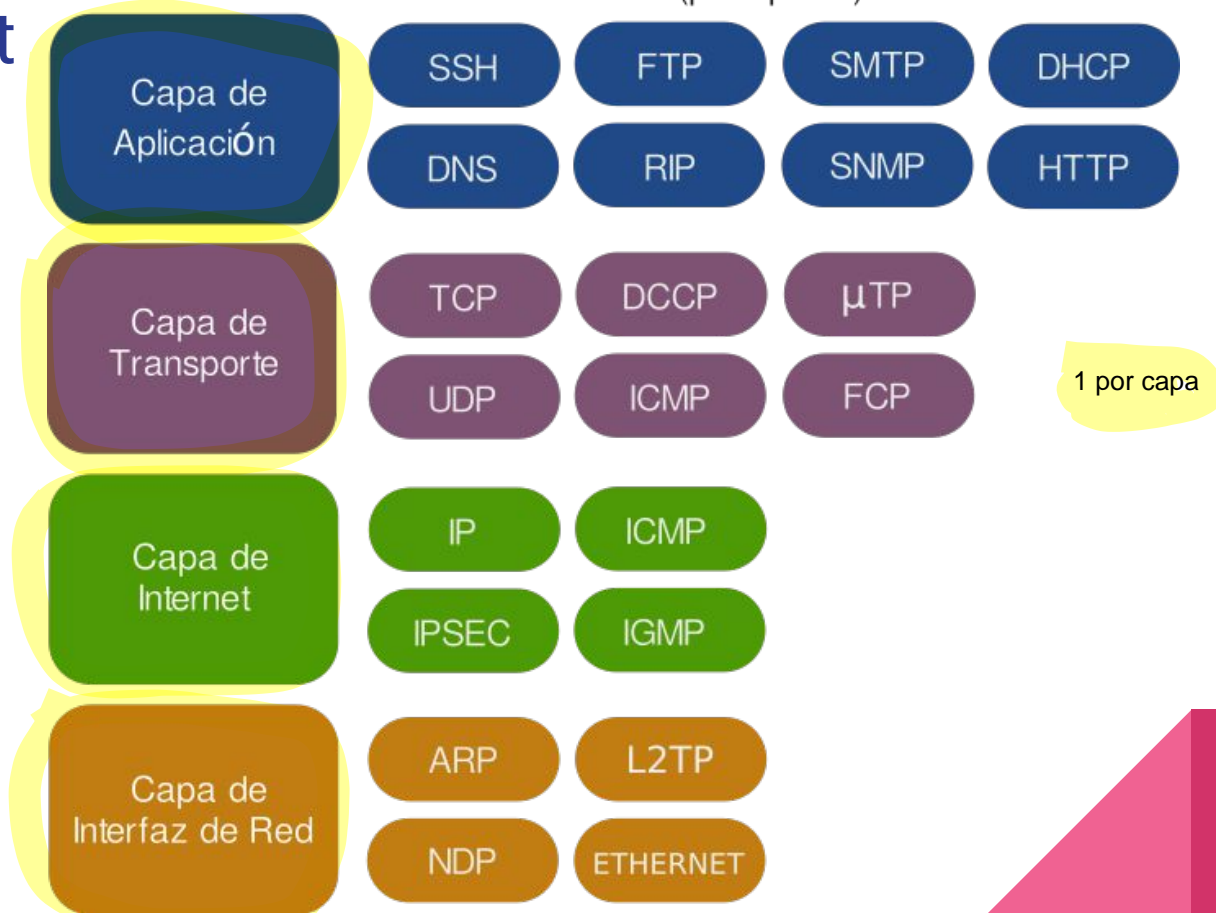 t
Capa de
Aplicación
SSH
FTP
SMTP
DHCP
DNS
RIP
SNMP
HTTP
Capa de
Transporte
TCP
DCCP
µTP
UDP
ICMP
FCP
1 por capa
Capa de
Internet
IP
ICMP
IPSEC
IGMP
Capa de
Interfaz de Red
ARP
L2TP
NDP
ETHERNET